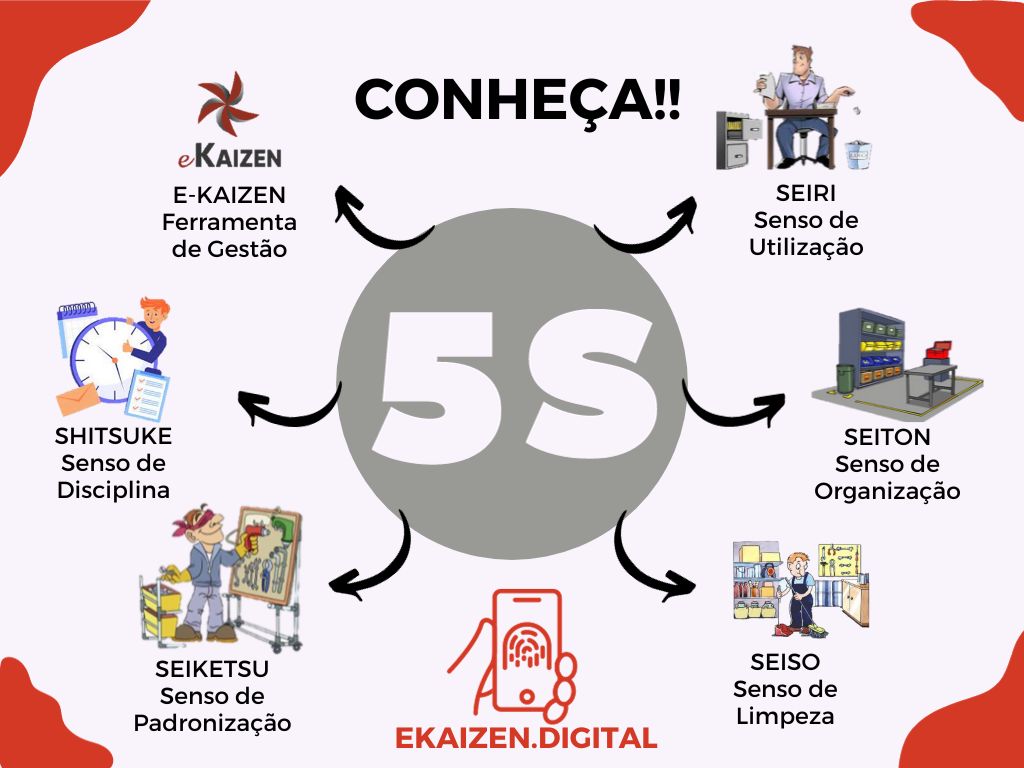 CONHEÇA!!
eKAIZEN
E-KAIZEN
Ferramenta
de Gestão
SEIRI
Senso de
Utilização
5S
SHITSUKE
Senso de
Disciplina
SEITON
Senso de
Organização
SEIKETSU
Senso de
Padronização
SEISO
Senso de
Limpeza
EKAIZEN.DIGITAL